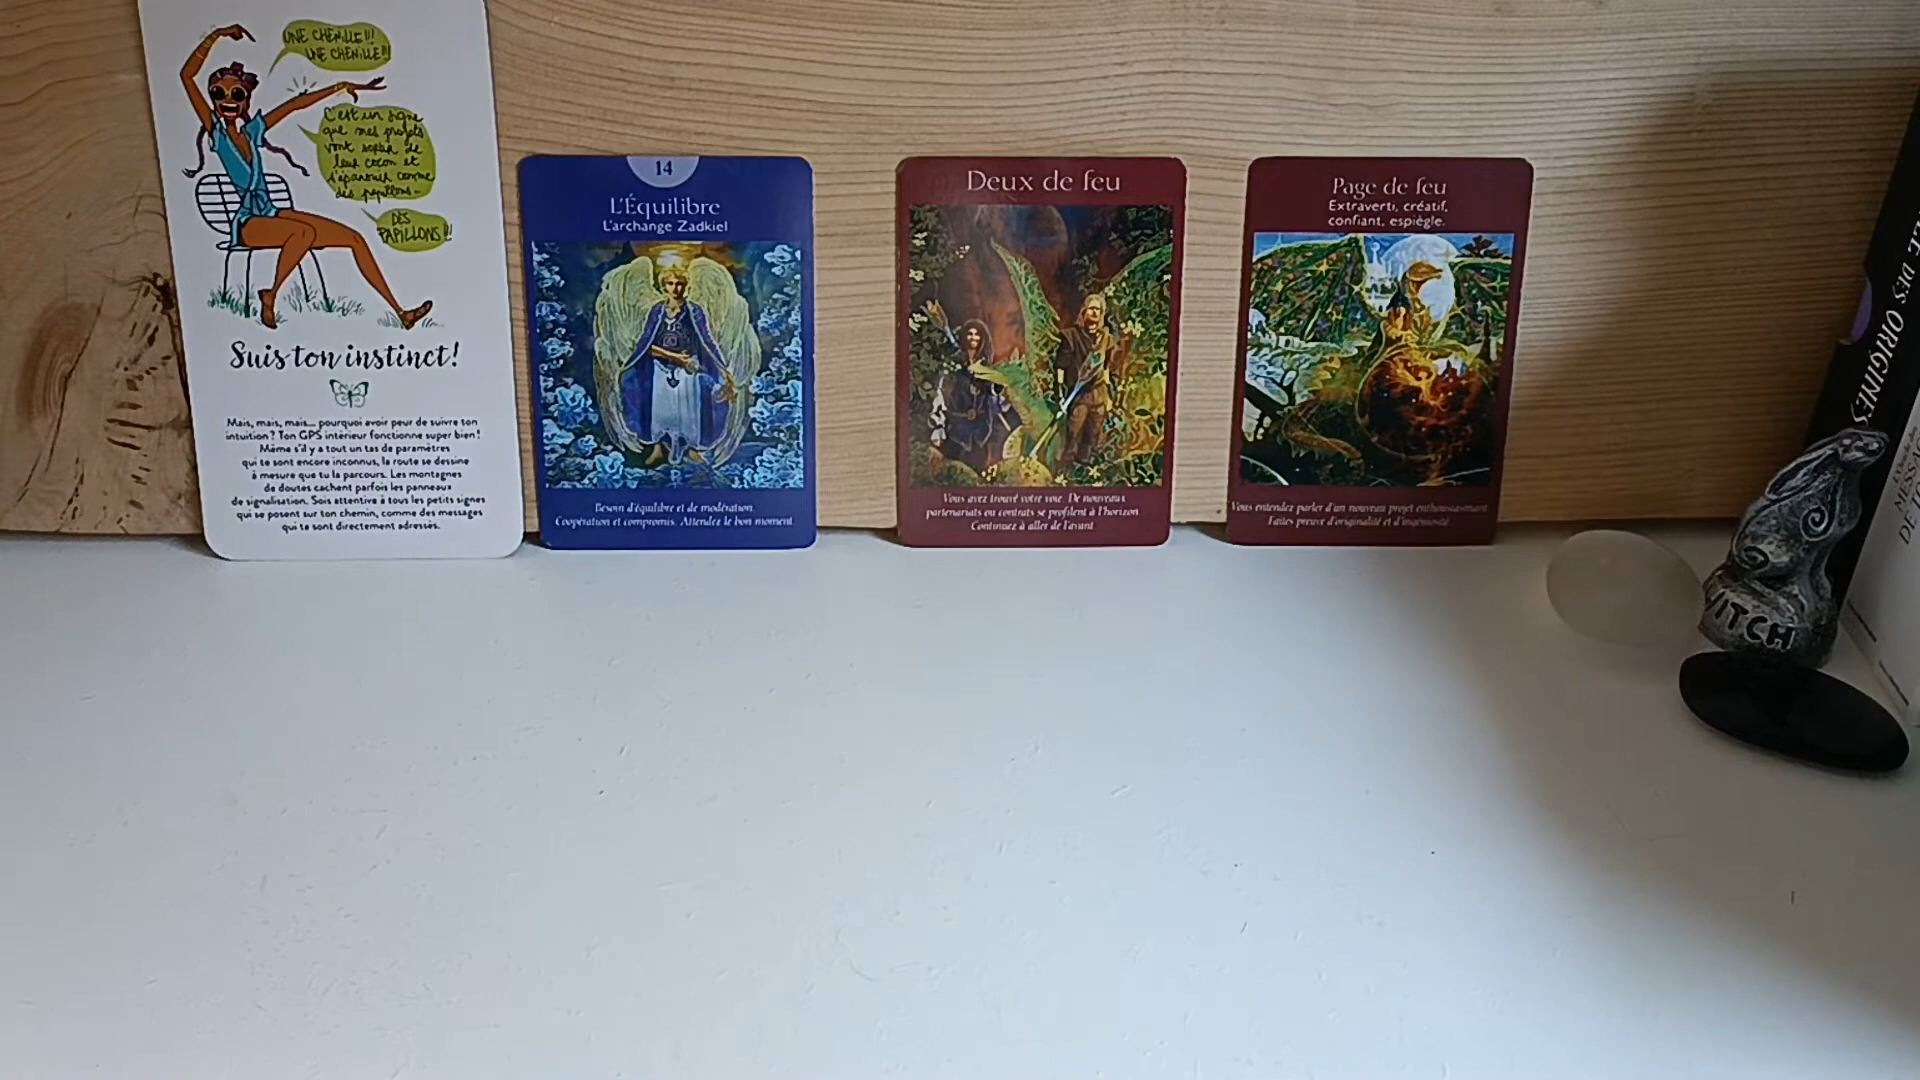 UNE CHENILLE!!!
UNE CHENILLE!!!
C'est un signe
que mes projets
vont sortir de
leur cocon et
s'épanouir comme
des papillons...
DES
PAPILLONS!!!
Suis ton instinct!
Mais, mais, mais... pourquoi avoir peur de suivre ton
intuition? Ton GPS intérieur fonctionne super bien!
Même s'il y a tout un tas de paramètres
qui te sont encore inconnus, la route se dessine
à mesure que tu la parcours. Les montagnes
de doutes cachent parfois les panneaux
de signalisation. Sois attentive à tous les petits signes
qui se posent sur ton chemin, comme des messages
qui te sont directement adressés.
14
L'Équilibre
L'archange Zadkiel
Besoin d'équilibre et de modération.
Coopération et compromis. Attendez le bon moment.
Deux de feu
Vous avez trouvé votre voie. De nouveaux
partenariats ou contrats se profilent à l'horizon.
Continuez à aller de l'avant.
Page de feu
Extraverti, créatif,
confiant, espiègle.
Vous entendez parler d'un nouveau projet enthousiasmant.
Faites preuve d'originalité et d'ingéniosité.
DES ORIGINES
WITCH